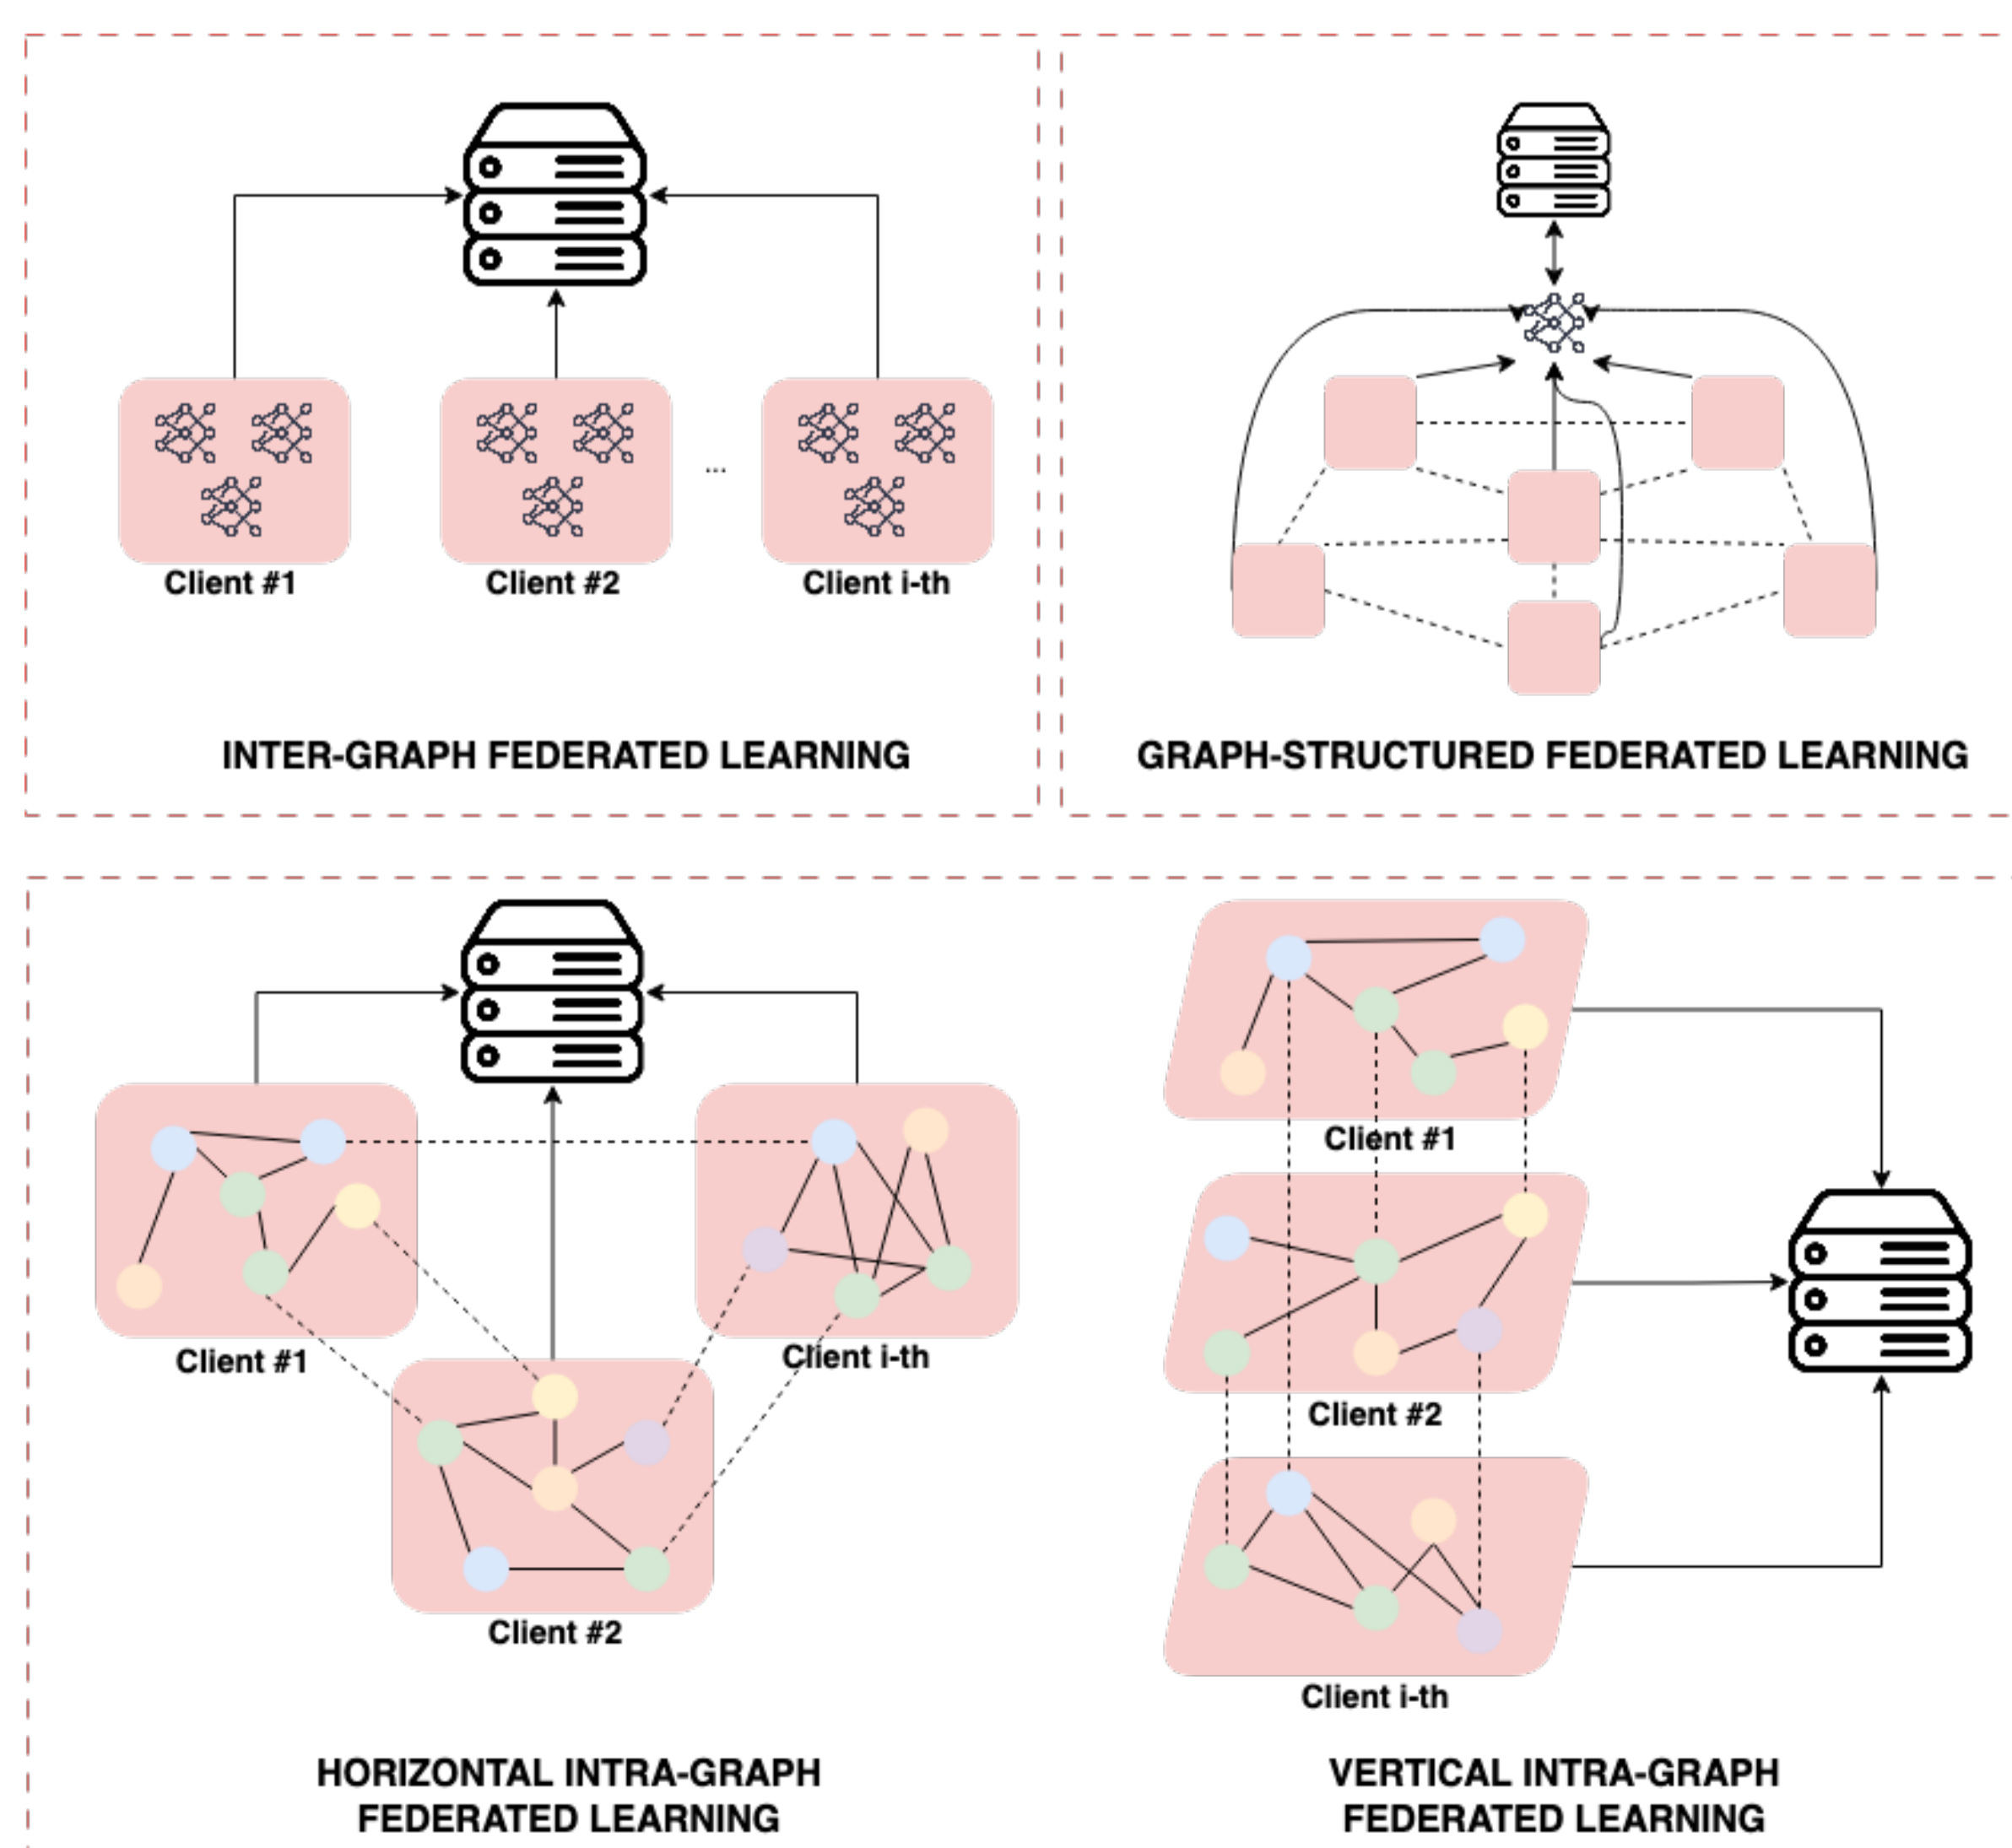 Client #1
Client #2
...
Client i-th
INTER-GRAPH FEDERATED LEARNING
GRAPH-STRUCTURED FEDERATED LEARNING
Client #1
Client i-th
Client #2
HORIZONTAL INTRA-GRAPH
FEDERATED LEARNING
Client #1
Client #2
Client i-th
VERTICAL INTRA-GRAPH
FEDERATED LEARNING